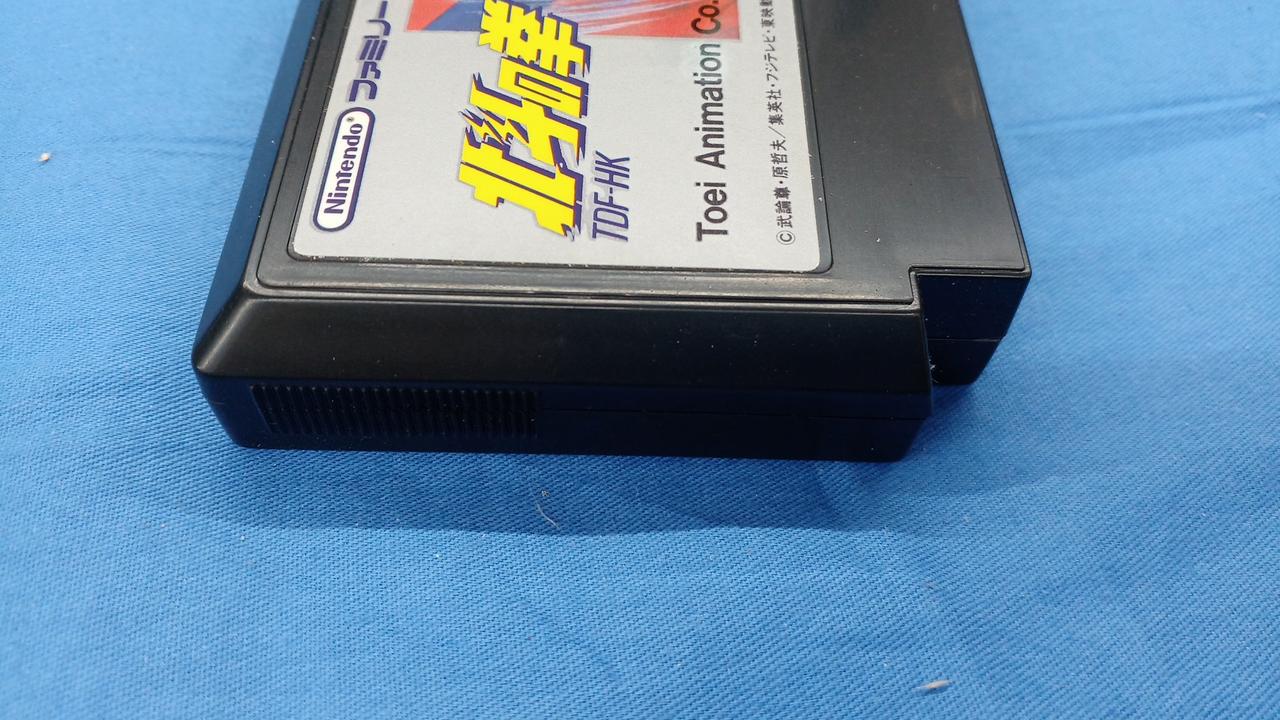 Nintendo® ファミリー
北斗の拳
TDF-HK
Toei Animation Co.
©武論尊・原哲夫／集英社・フジテレビ・東映動